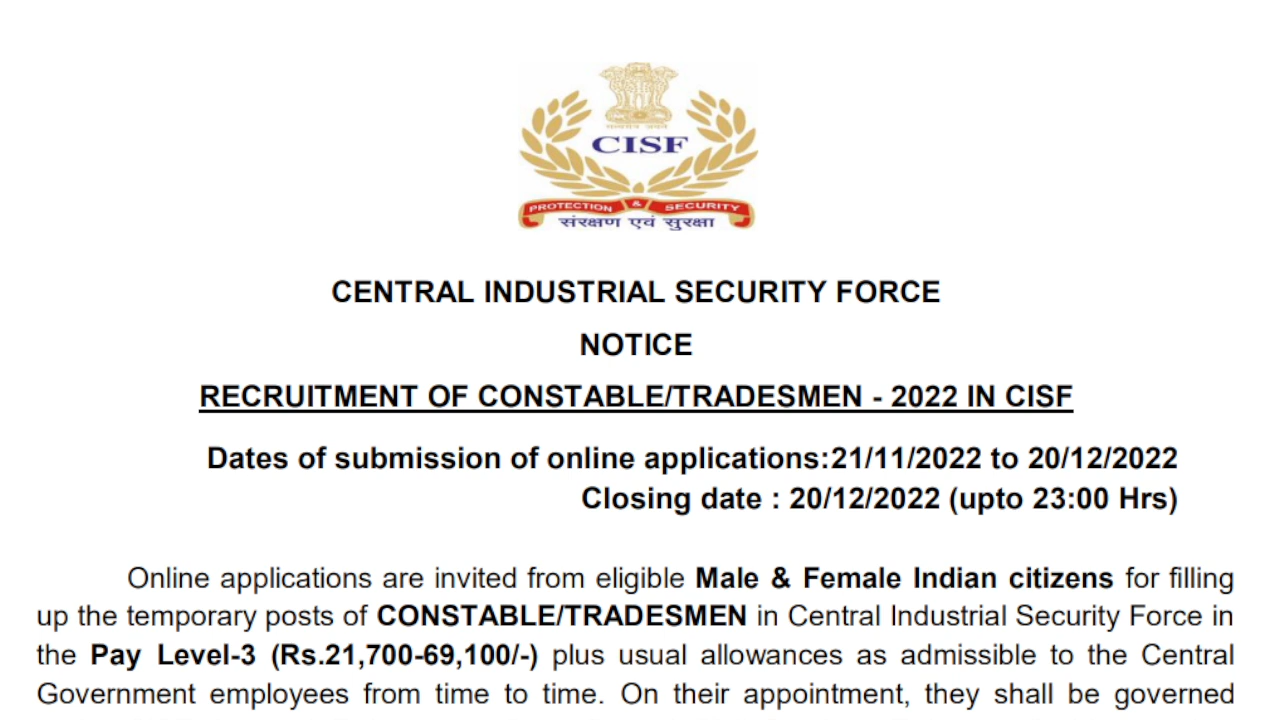 सत्यमेव जयते
CISF
PROTECTION & SECURITY
संरक्षण एवं सुरक्षा
CENTRAL INDUSTRIAL SECURITY FORCE
NOTICE
RECRUITMENT OF CONSTABLE/TRADESMEN - 2022 IN CISF
Dates of submission of online applications:21/11/2022 to 20/12/2022
Closing date : 20/12/2022 (upto 23:00 Hrs)
Online applications are invited from eligible Male & Female Indian citizens for filling
up the temporary posts of CONSTABLE/TRADESMEN in Central Industrial Security Force in
the Pay Level-3 (Rs.21,700-69,100/-) plus usual allowances as admissible to the Central
Government employees from time to time. On their appointment, they shall be governed